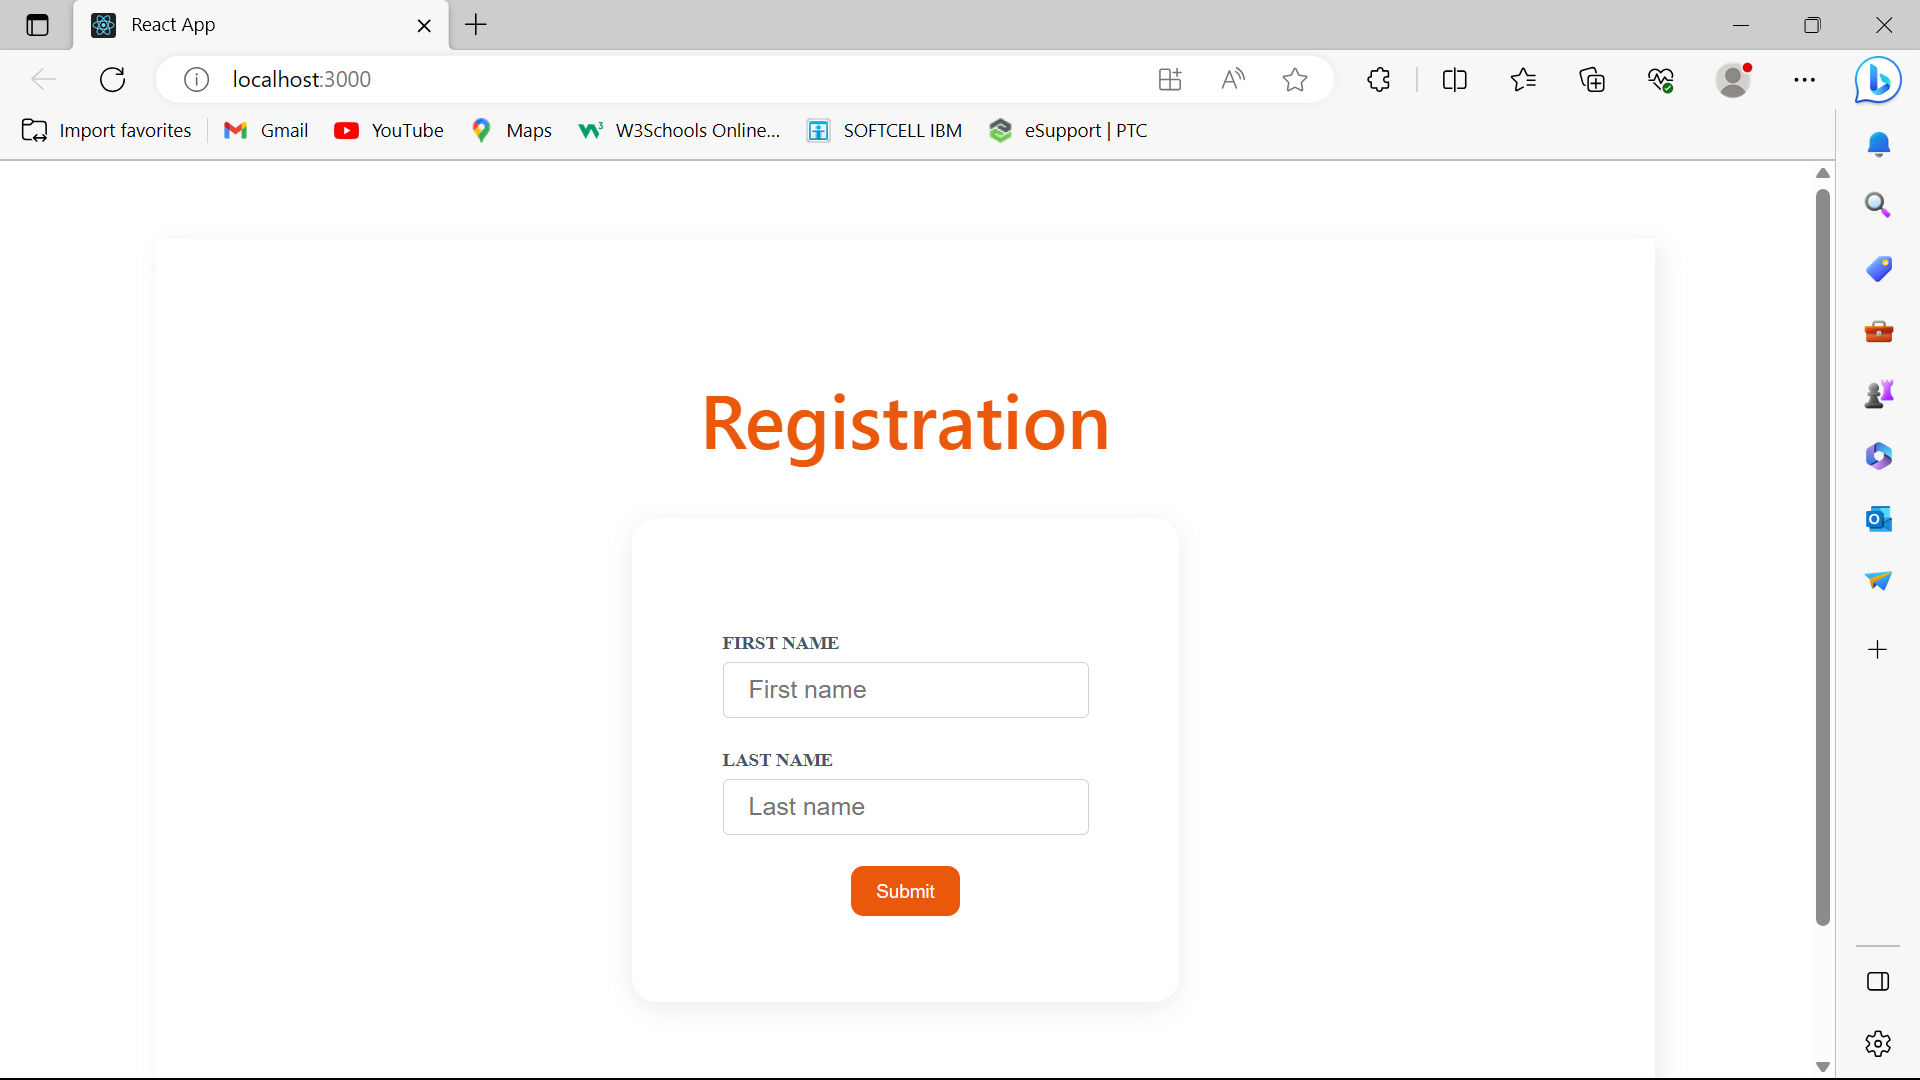 React App
localhost:3000
Import favorites
Gmail
YouTube
Maps
W3Schools Online...
SOFTCELL IBM
eSupport | PTC
Registration
FIRST NAME
First name
LAST NAME
Last name
Submit